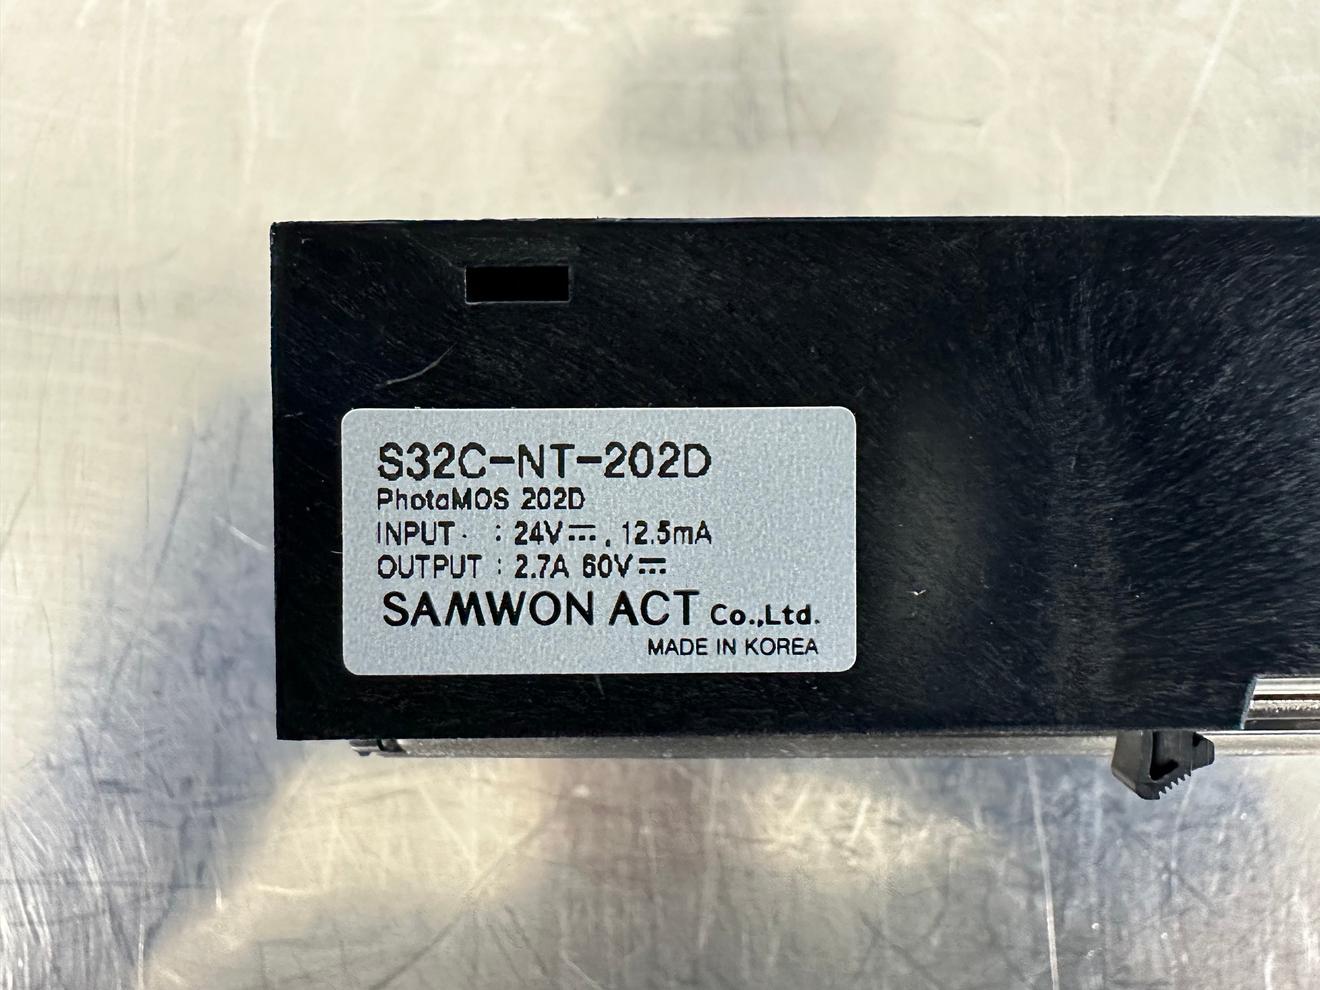 S32C-NT-202D
PhotoMOS 202D
INPUT : 24V⎓, 12.5mA
OUTPUT : 2.7A 60V⎓
SAMWON ACT Co.,Ltd.
MADE IN KOREA